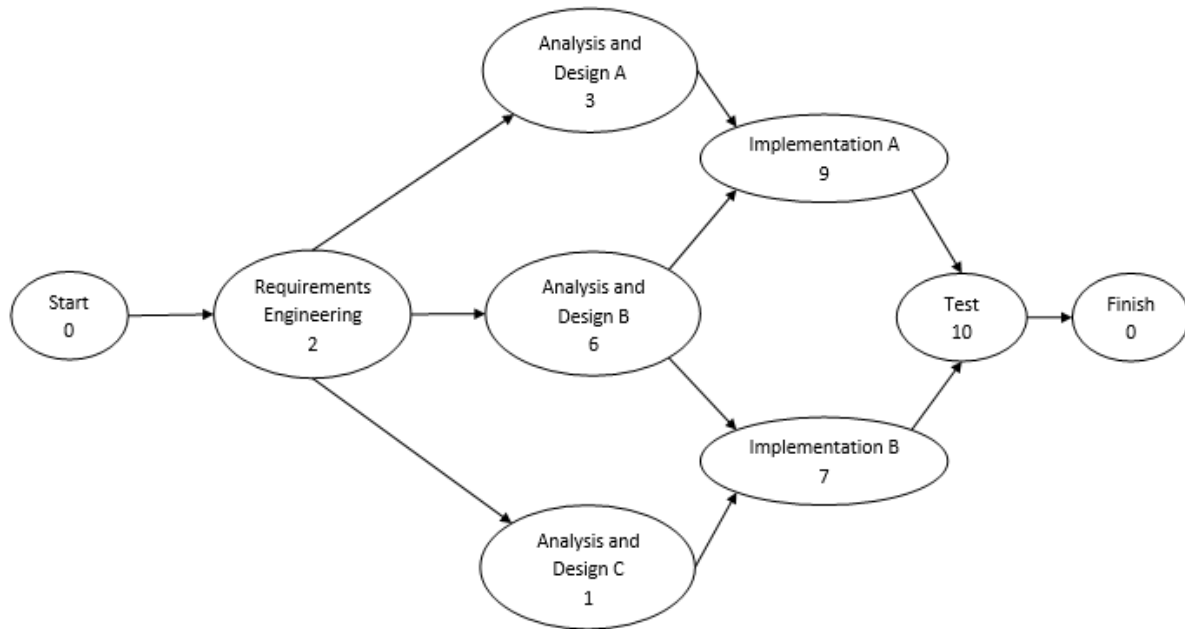 Start
0
Requirements
Engineering
2
Analysis and
Design A
3
Analysis and
Design B
6
Analysis and
Design C
1
Implementation A
9
Implementation B
7
Test
10
Finish
0